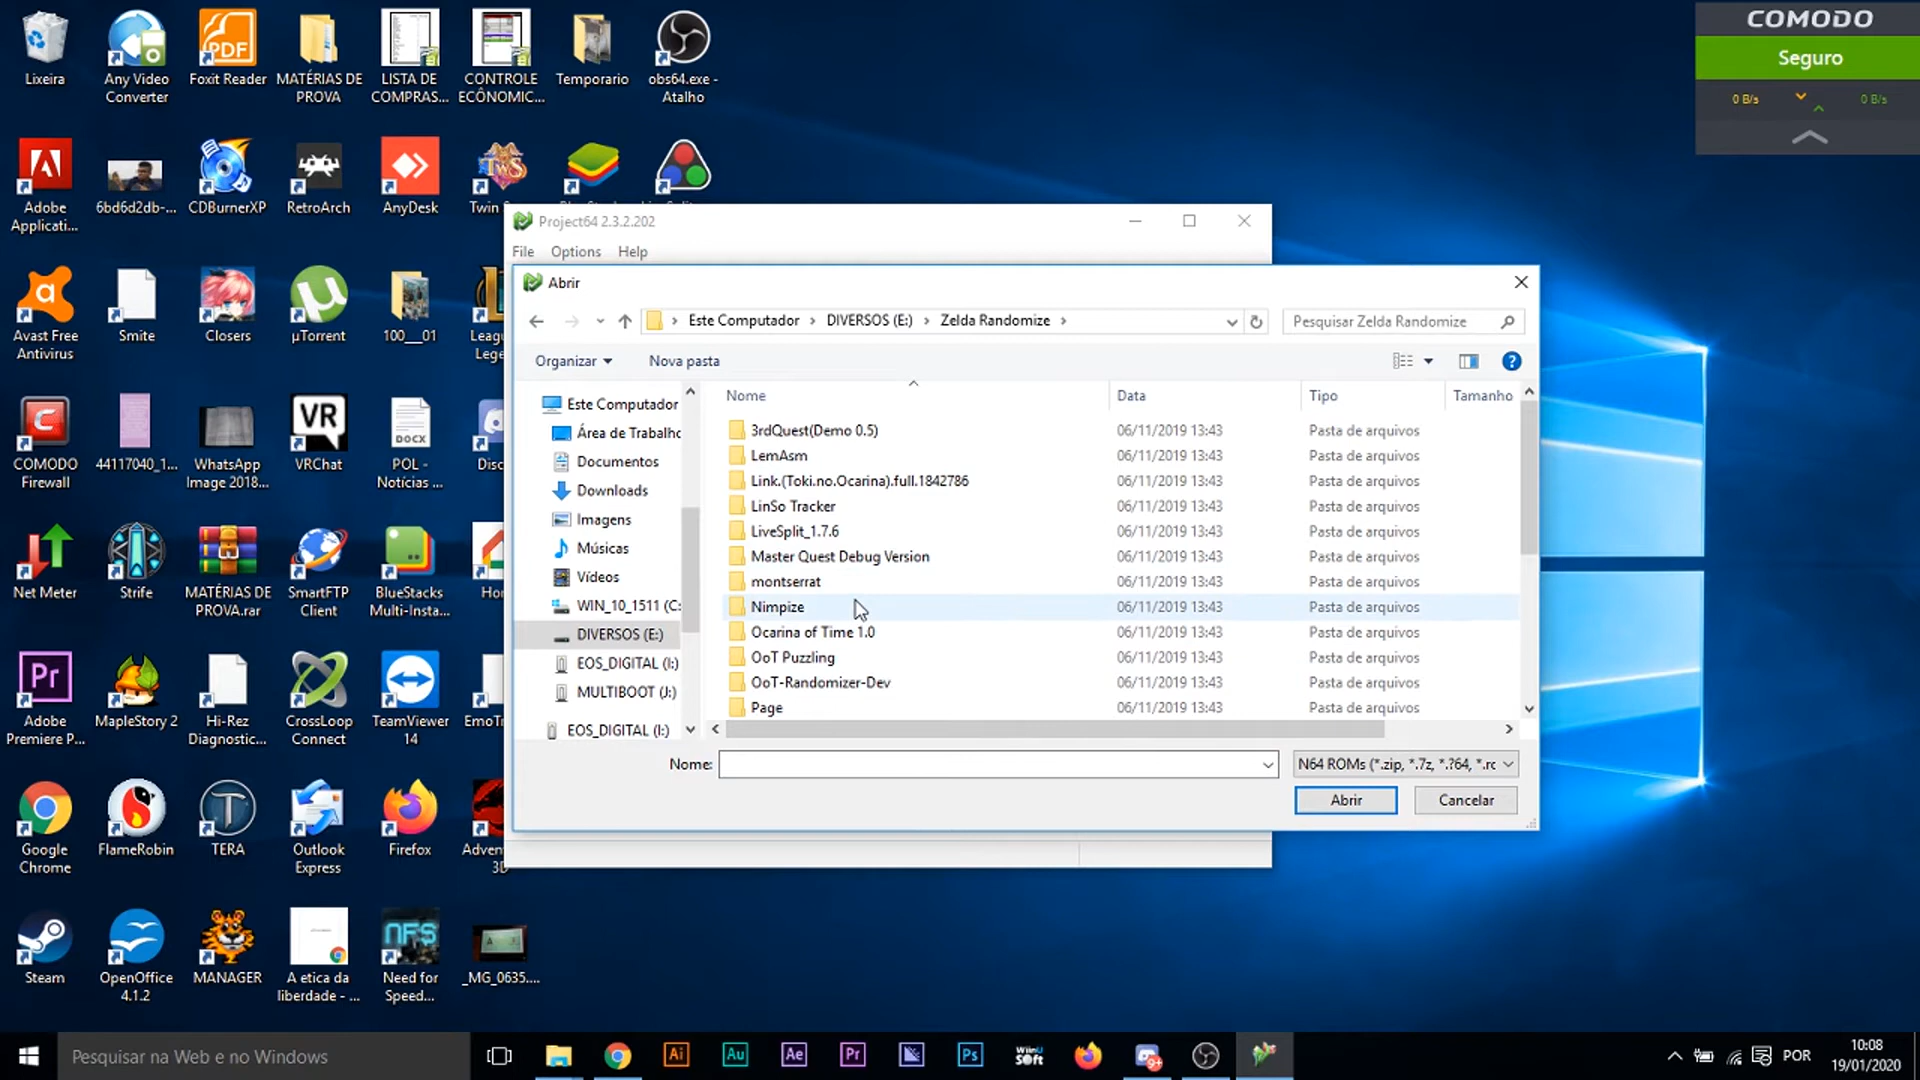 Lixeira
Any Video
Converter
Foxit Reader
MATÉRIAS DE
PROVA
LISTA DE
COMPRAS...
CONTROLE
ECÔNOMIC...
Temporario
obs64.exe -
Atalho
COMODO
Seguro
0 B/s
0 B/s
Adobe
Applicati...
6bd6d2db-...
CDBurnerXP
RetroArch
AnyDesk
Twin
Project64 2.3.2.202
File Options Help
Abrir
Este Computador
DIVERSOS (E:)
Zelda Randomize
Pesquisar Zelda Randomize
Organizar
Nova pasta
Nome
Data
Tipo
Tamanho
Este Computador
Área de Trabalho
Documentos
Downloads
Imagens
Músicas
Vídeos
WIN_10_1511 (C:
DIVERSOS (E:)
EOS_DIGITAL (I:)
MULTIBOOT (J:)
EOS_DIGITAL (I:)
3rdQuest(Demo 0.5) 06/11/2019 13:43 Pasta de arquivos
LemAsm 06/11/2019 13:43 Pasta de arquivos
Link.(Toki.no.Ocarina).full.1842786 06/11/2019 13:43 Pasta de arquivos
LinSo Tracker 06/11/2019 13:43 Pasta de arquivos
LiveSplit_1.7.6 06/11/2019 13:43 Pasta de arquivos
Master Quest Debug Version 06/11/2019 13:43 Pasta de arquivos
montserrat 06/11/2019 13:43 Pasta de arquivos
Nimpize 06/11/2019 13:43 Pasta de arquivos
Ocarina of Time 1.0 06/11/2019 13:43 Pasta de arquivos
OoT Puzzling 06/11/2019 13:43 Pasta de arquivos
OoT-Randomizer-Dev 06/11/2019 13:43 Pasta de arquivos
Page 06/11/2019 13:43 Pasta de arquivos
Nome:
N64 ROMs (*.zip, *.7z, *.?64, *.rc
Abrir
Cancelar
Avast Free
Antivirus
Smite
Closers
µTorrent
100___01
Leagu
Lege
COMODO
Firewall
44117040_1...
WhatsApp
Image 2018...
VR
VRChat
DOCX
POL -
Notícias ...
Disc
Net Meter
Strife
MATÉRIAS DE
PROVA.rar
SmartFTP
Client
BlueStacks
Multi-Insta...
Hor
Adobe
Premiere P...
MapleStory 2
Hi-Rez
Diagnostic...
CrossLoop
Connect
TeamViewer
14
EmoTr
Google
Chrome
FlameRobin
TERA
Outlook
Express
Firefox
Adven
3D
Steam
OpenOffice
4.1.2
MANAGER
A etica da
liberdade - ...
NFS
Need for
Speed...
_MG_0635....
Pesquisar na Web e no Windows
Ai
Au
Ae
Pr
Ps
WiinU
SOft
9+
POR
10:08
19/01/2020